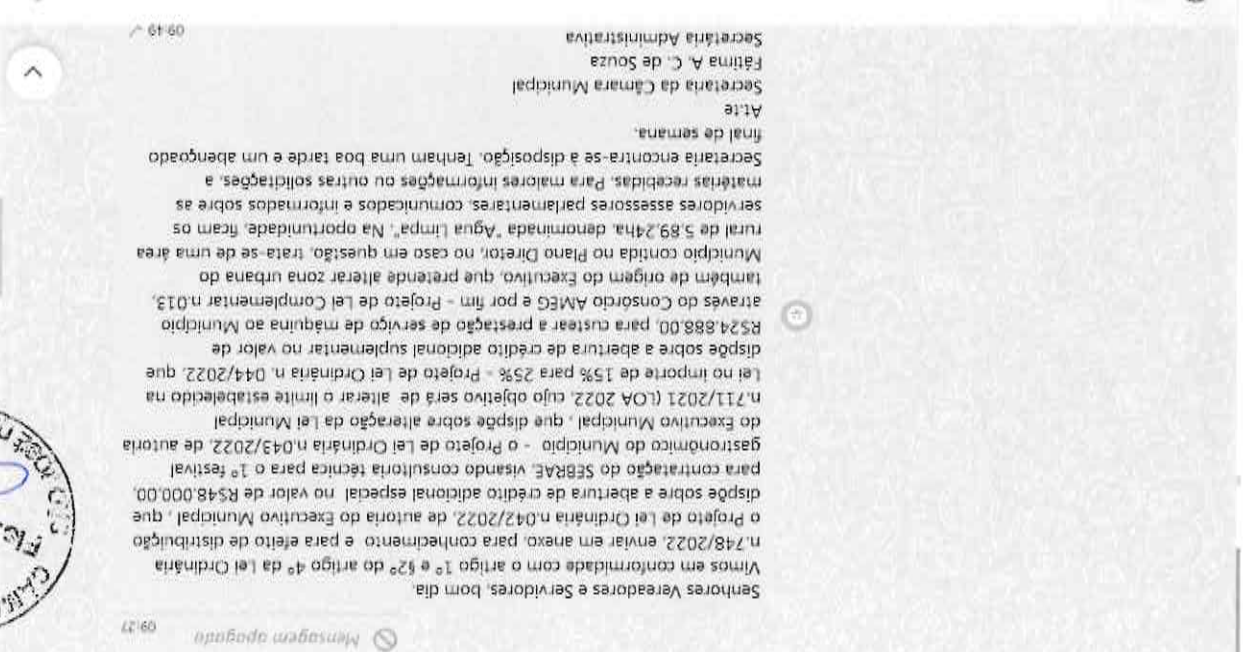 Mensagem apagada 09:27
Senhores Vereadores e Servidores, bom dia.
Vimos em conformidade com o artigo 1º e §2º do artigo 4º da Lei Ordinária
n.748/2022, enviar em anexo, para conhecimento e para efeito de distribuição
o Projeto de Lei Ordinária n.042/2022, de autoria do Executivo Municipal , que
dispõe sobre a abertura de crédito adicional especial no valor de R$48.000,00,
para contratação do SEBRAE, visando consultoria técnica para o 1º festival
gastronômico do Município - o Projeto de Lei Ordinária n.043/2022, de autoria
do Executivo Municipal , que dispõe sobre alteração da Lei Municipal
n.711/2021 (LOA 2022, cujo objetivo será de alterar o limite estabelecido na
Lei no importe de 15% para 25% - Projeto de Lei Ordinária n. 044/2022, que
dispõe sobre a abertura de crédito adicional suplementar no valor de
R$24.888,00, para custear a prestação de serviço de máquina ao Município
através do Consórcio AMEG e por fim - Projeto de Lei Complementar n.013,
também de origem do Executivo, que pretende alterar zona urbana do
Município contida no Plano Diretor, no caso em questão, trata-se de uma área
rural de 5.89,24ha, denominada "Água Limpa". Na oportunidade, ficam os
servidores assessores parlamentares, comunicados e informados sobre as
matérias recebidas. Para maiores informações ou outras solicitações, a
Secretaria encontra-se à disposição. Tenham uma boa tarde e um abençoado
final de semana.
At.te
Secretaria da Câmara Municipal
Fátima A. C. de Souza
Secretária Administrativa
09:49